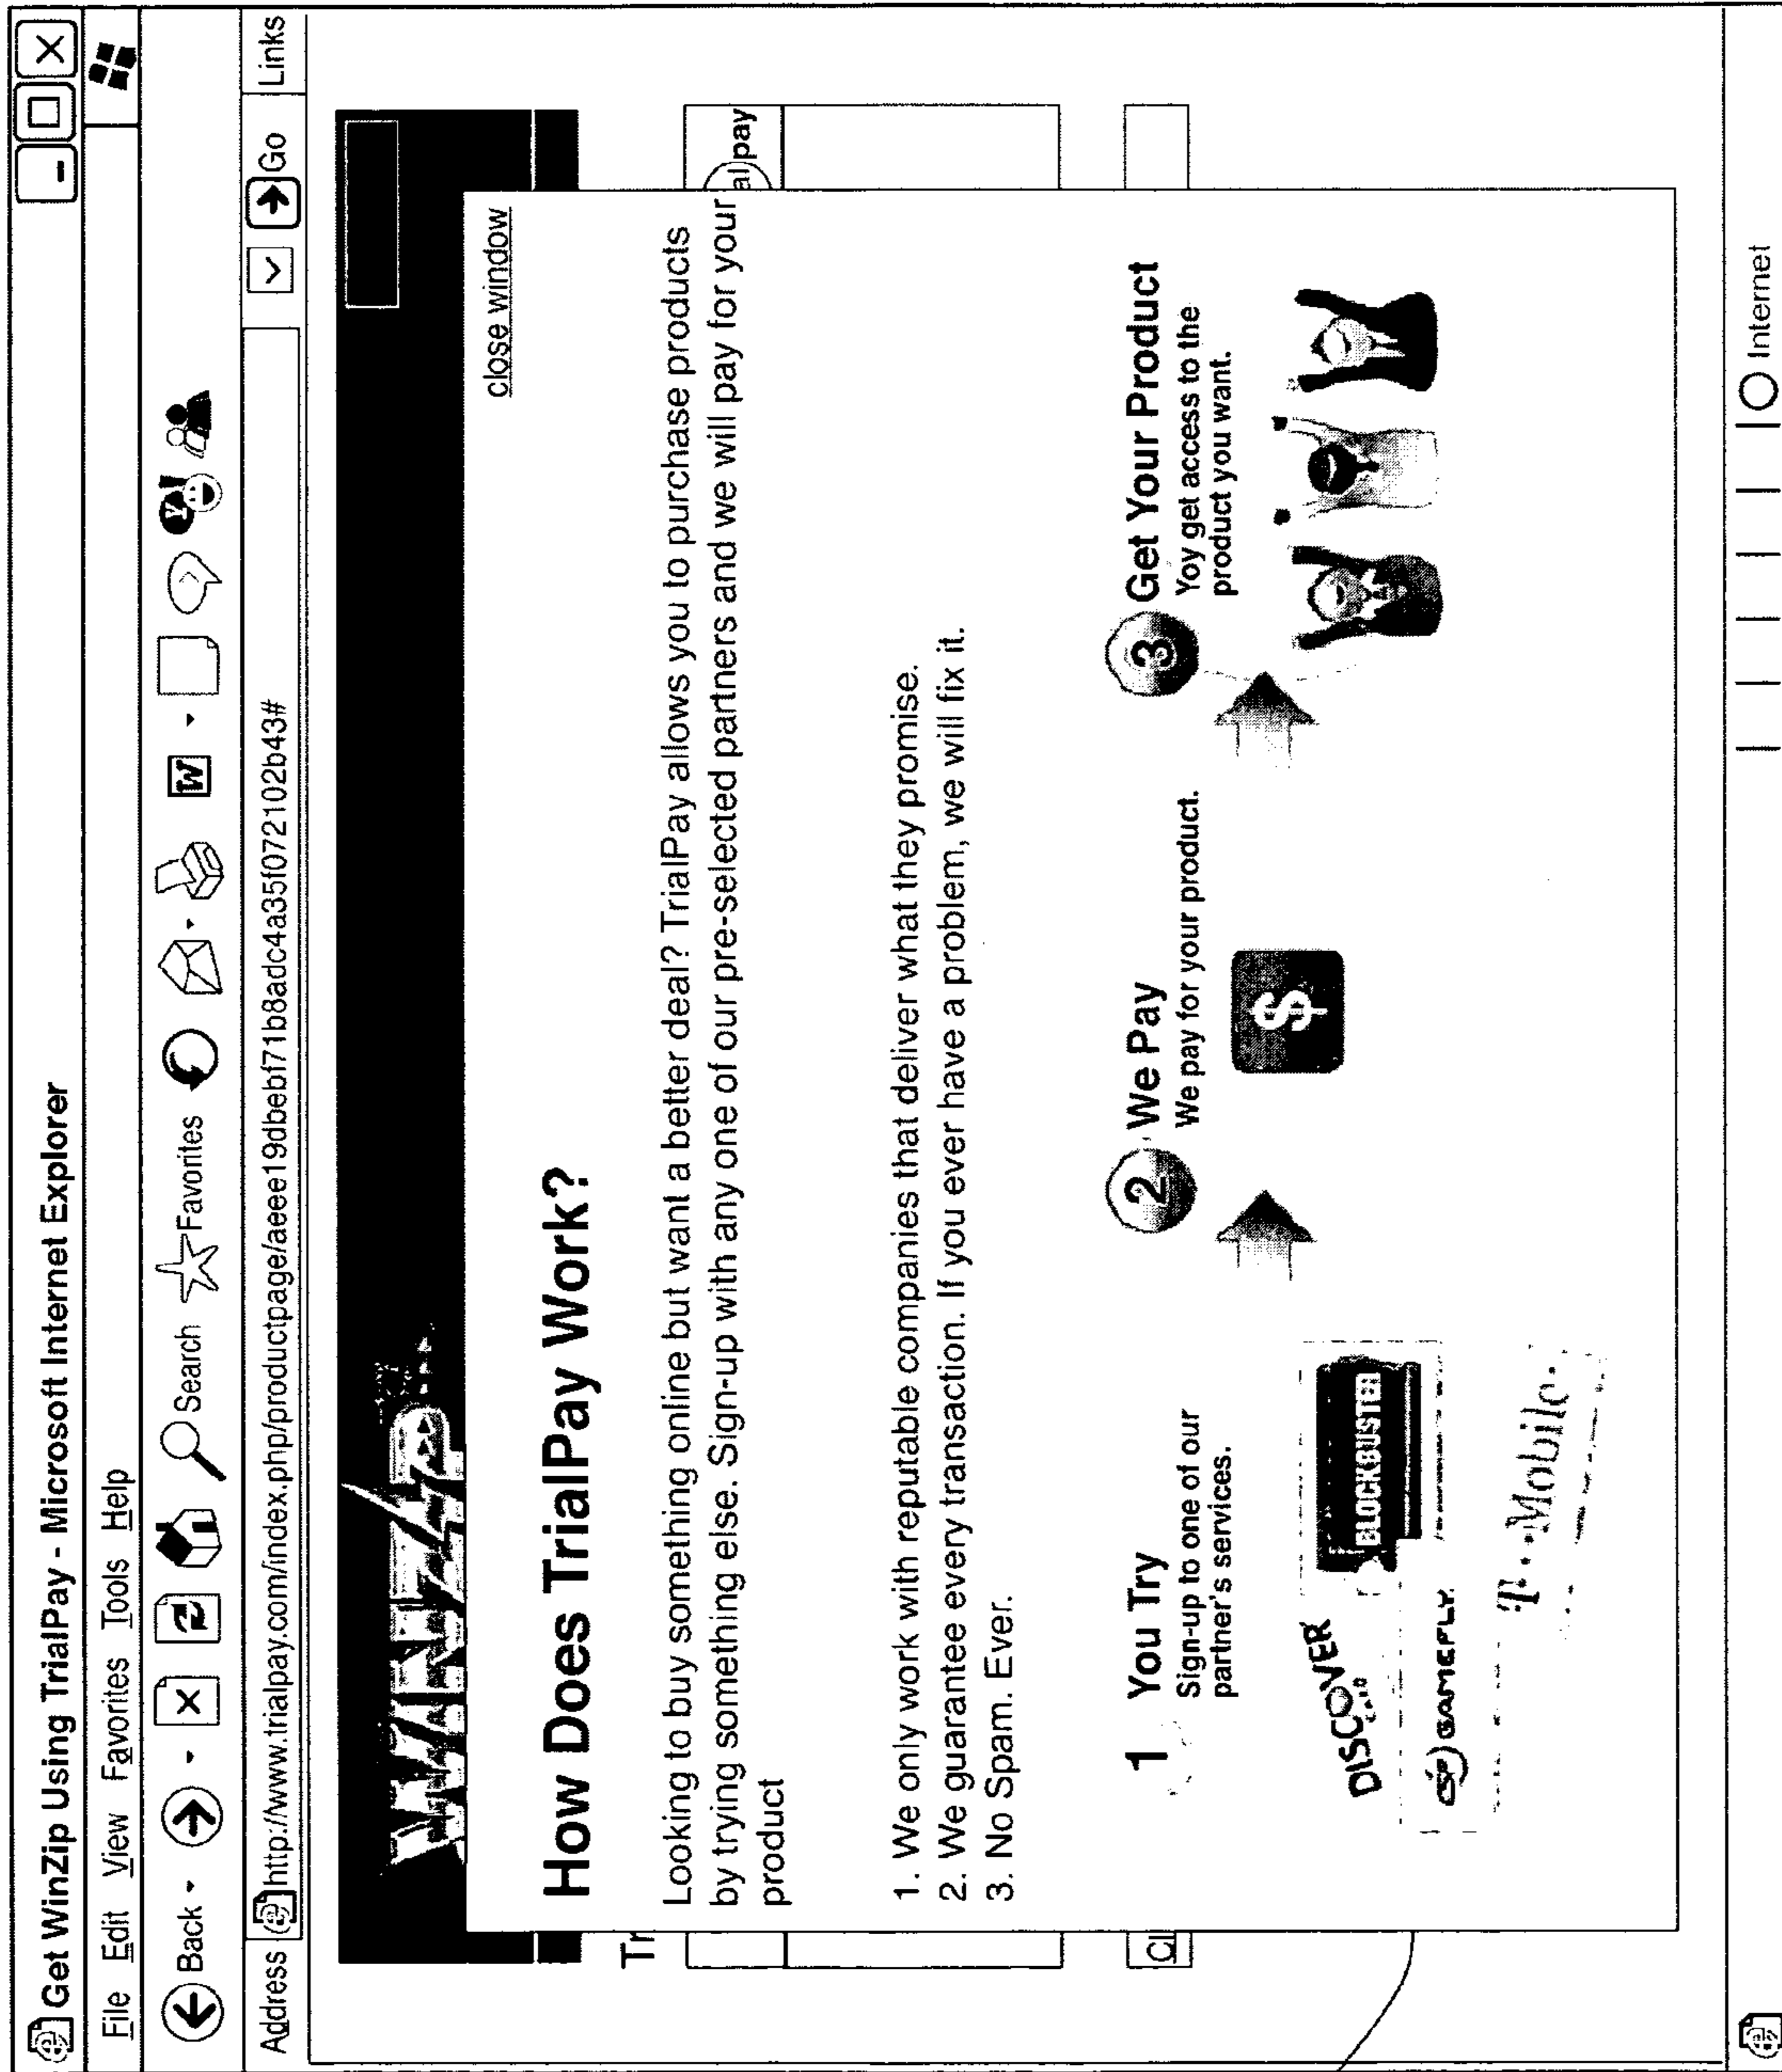 Get WinZip Using TrialPay - Microsoft Internet Explorer
File Edit View Favorites Tools Help
Back Search Favorites W Y!
Address http://www.trialpay.com/index.php/productpage/aeee19dbebf71b8adc4a35f072102b43# Go Links
close window
How Does TrialPay Work?
Tr
al pay
Looking to buy something online but want a better deal? TrialPay allows you to purchase products
by trying something else. Sign-up with any one of our pre-selected partners and we will pay for your
product
1. We only work with reputable companies that deliver what they promise.
2. We guarantee every transaction. If you ever have a problem, we will fix it.
3. No Spam. Ever.
1 You Try
Sign-up to one of our
partner's services.
DISCOVER
BLOCKBUSTER
GAMEFLY
T··Mobile·
2 We Pay
We pay for your product.
$
3 Get Your Product
Yoy get access to the
product you want.
Cl
Internet